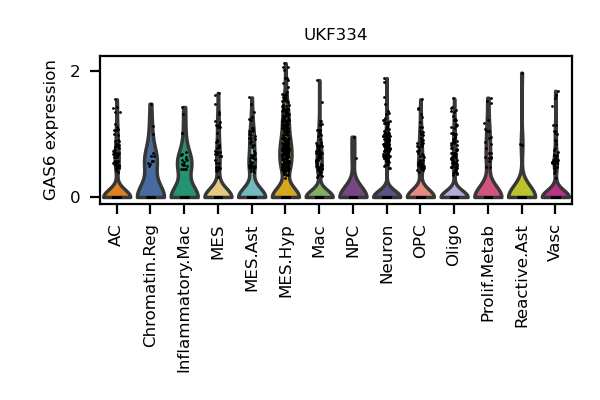 UKF334
GAS6 expression
2
0
AC
Chromatin.Reg
Inflammatory.Mac
MES
MES.Ast
MES.Hyp
Mac
NPC
Neuron
OPC
Oligo
Prolif.Metab
Reactive.Ast
Vasc